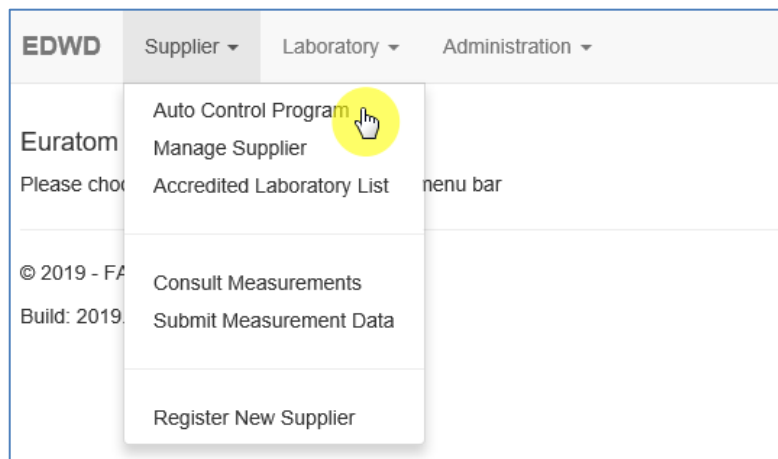 EDWD Supplier Laboratory Administration
Auto Control Program
Euratom
Manage Supplier
Please choo
Accredited Laboratory List
menu bar
© 2019 - FA
Consult Measurements
Build: 2019.
Submit Measurement Data
Register New Supplier